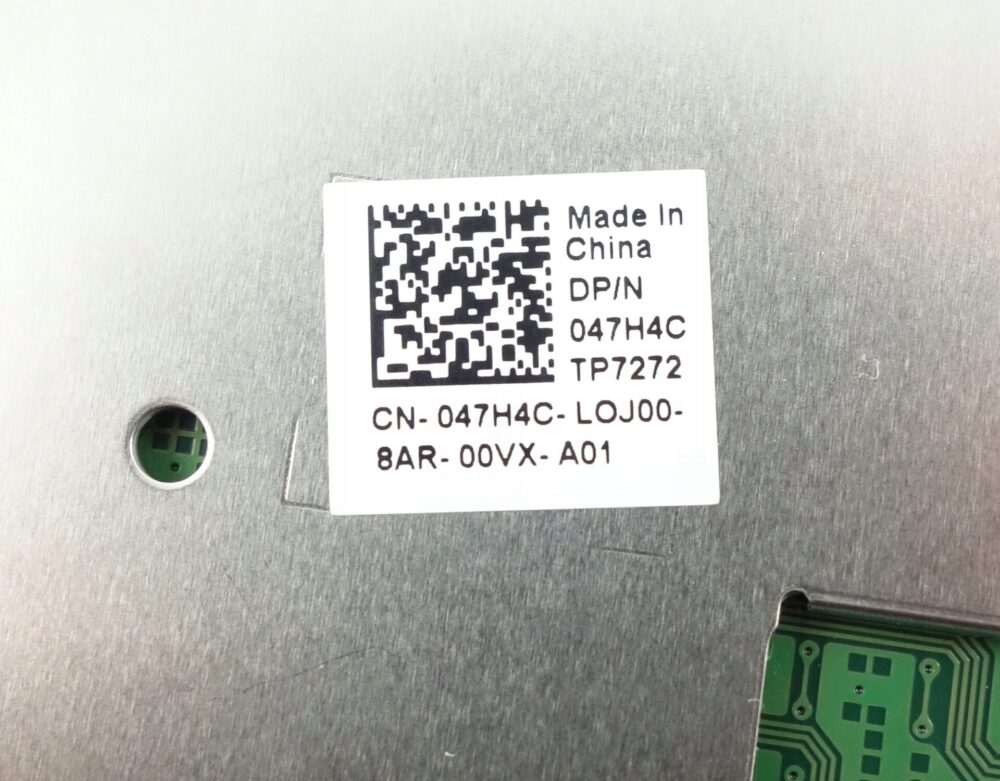 Made In
China
DP/N
047H4C
TP7272
CN- 047H4C- LOJ00-
8AR- 00VX- A01